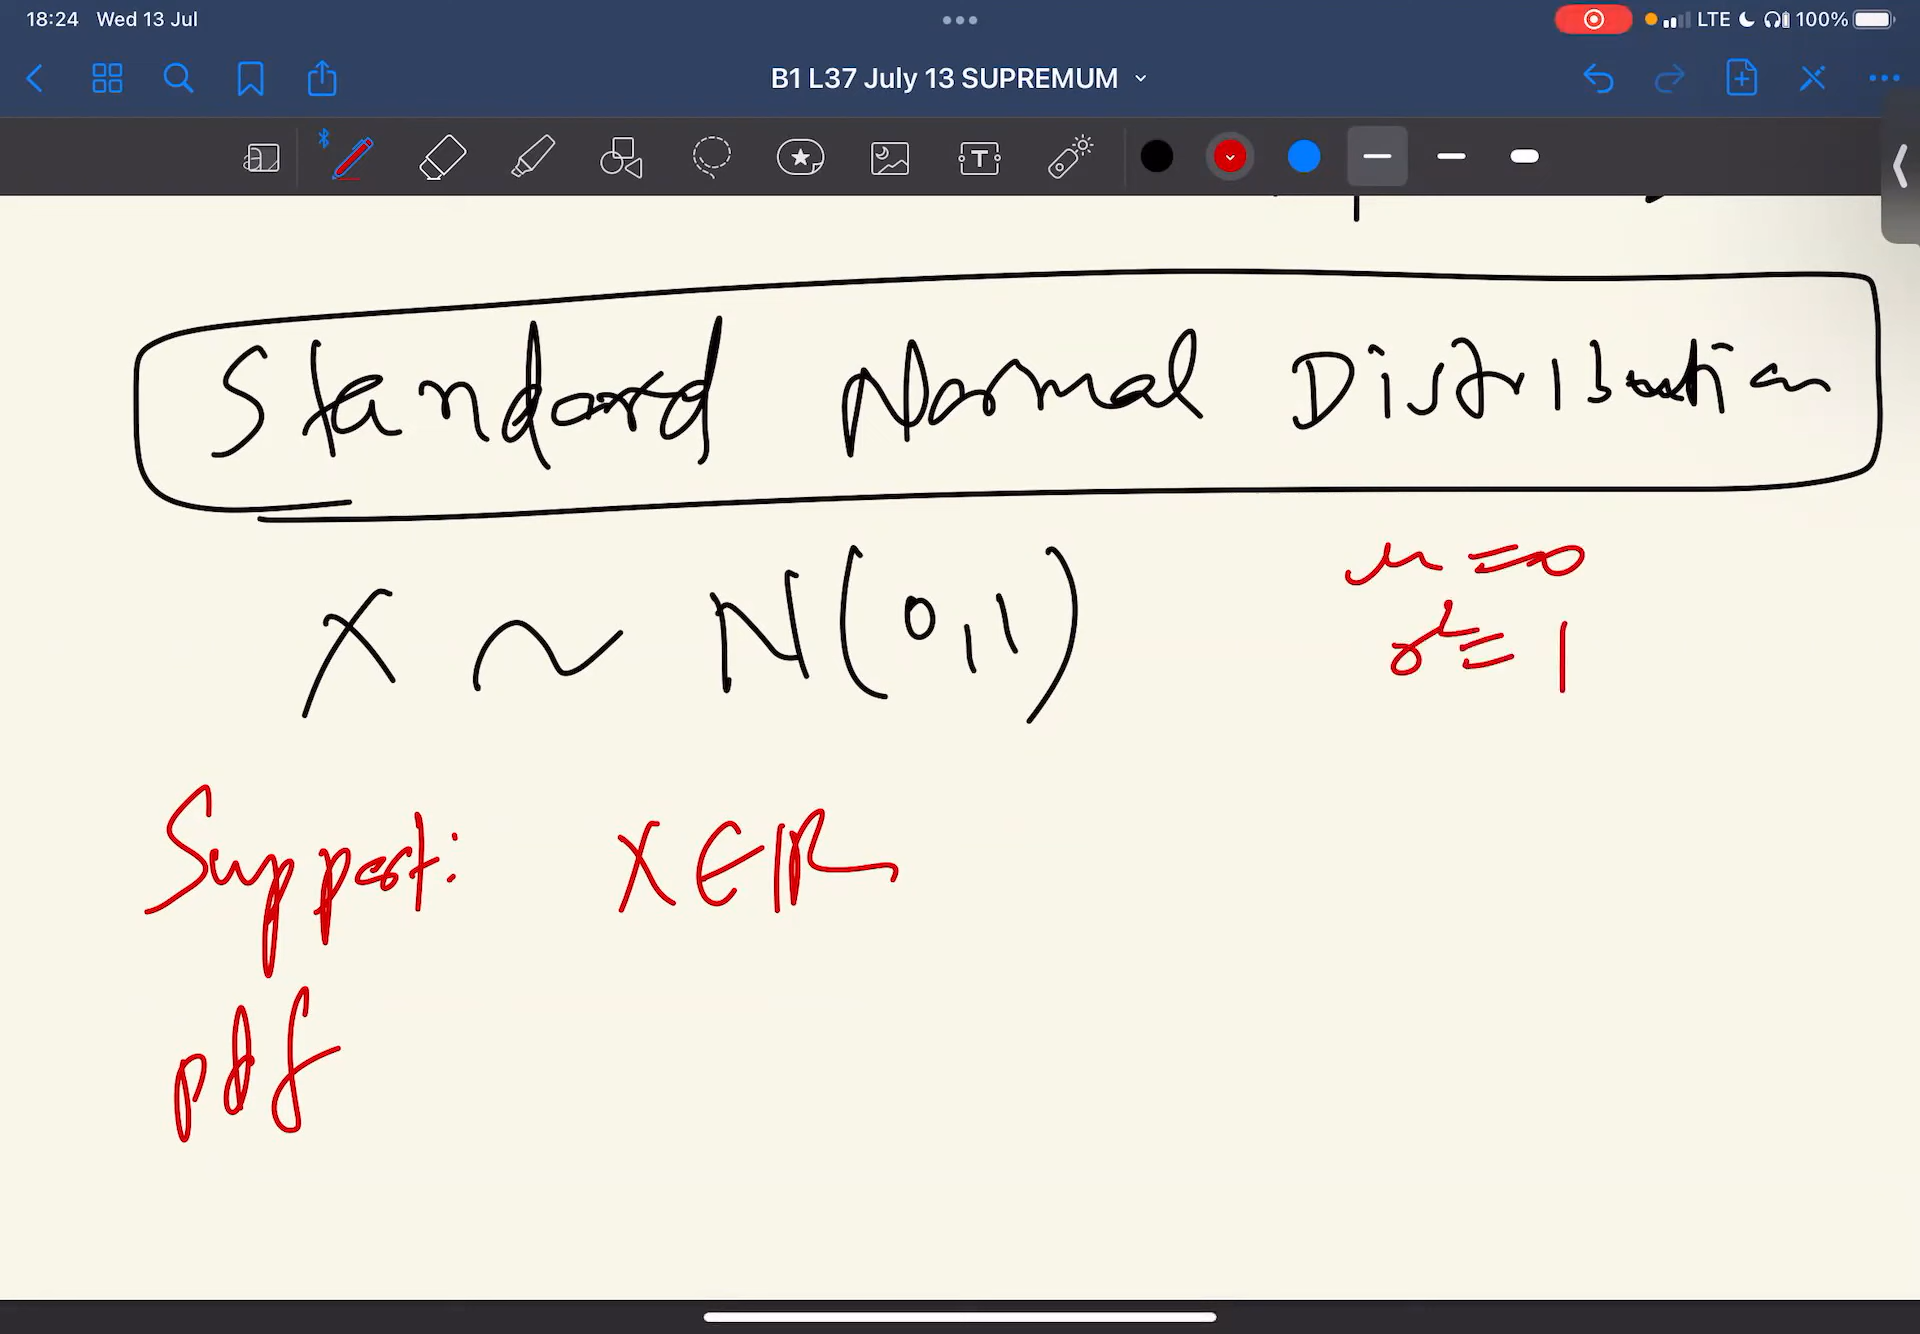 18:24 Wed 13 Jul LTE 100%
B1 L37 July 13 SUPREMUM
T
Standard Normal Distribution
X ~ N(0,1)
μ = 0
σ² = 1
Support: X ∈ ℝ
pdf